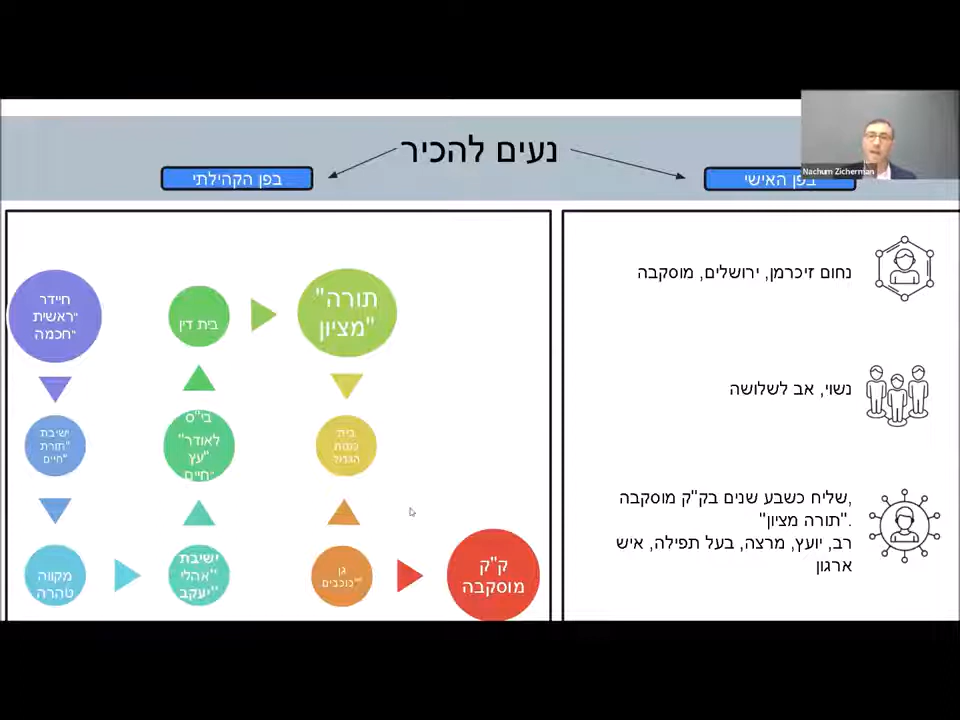 נעים להכיר
בפן האישי
בפן הקהילתי
Nachum Zicherman
נחום זיכרמן, ירושלים, מוסקבה
נשוי, אב לשלושה
שליח כשבע שנים בק"ק מוסקבה,
"תורה מציון".
רב, יועץ, מרצה, בעל תפילה, איש
ארגון
חיידר
"ראשית
חכמה"
ישיבת
"תורת
חיים"
מקווה
טהרה
ישיבת
"אהלי
יעקב"
בי"ס
לאודר"
"עץ
חיים"
בית דין
תורה"
מציון"
בית
כנסת
הגדול
גן
"כוכבים"
ק"ק
מוסקבה